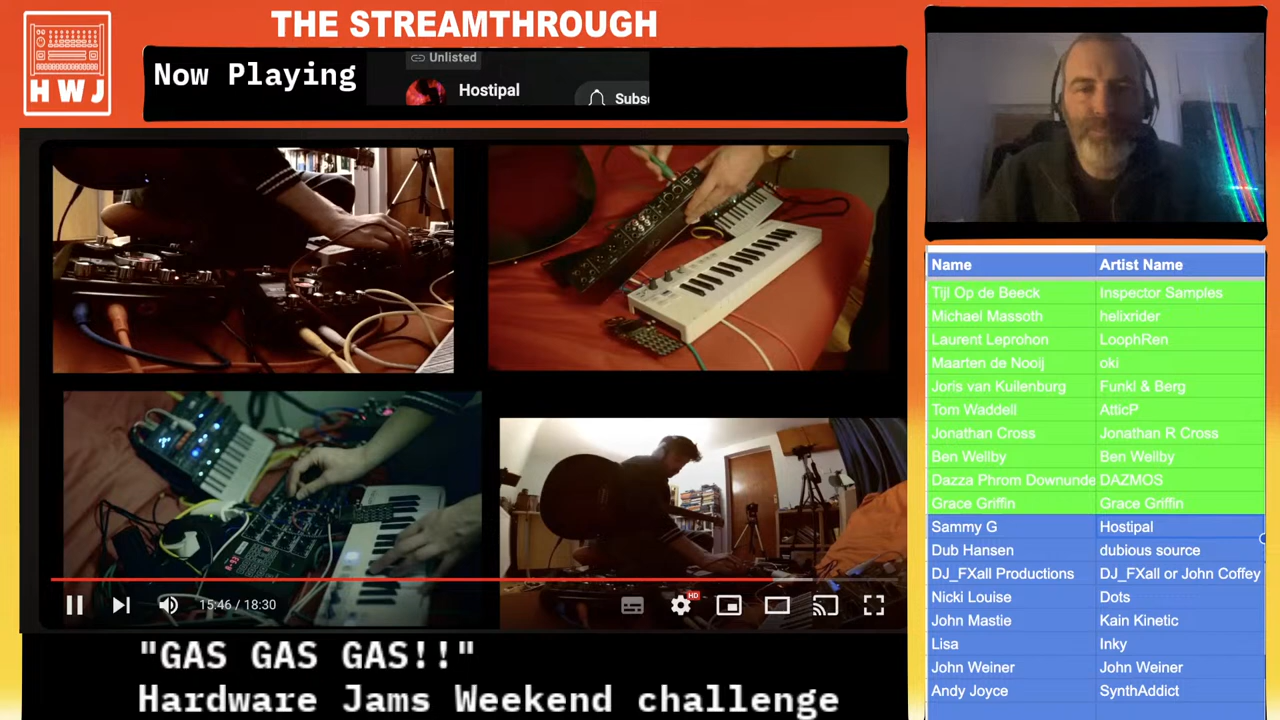 HWJ
THE STREAMTHROUGH
Now Playing
Unlisted
Hostipal
Subs
15:46 / 18:30
HD
"GAS GAS GAS!!"
Hardware Jams Weekend challenge
Name Artist Name
Tijl Op de Beeck Inspector Samples
Michael Massoth helixrider
Laurent Leprohon LoophRen
Maarten de Nooij oki
Joris van Kuilenburg Funkl & Berg
Tom Waddell AtticP
Jonathan Cross Jonathan R Cross
Ben Wellby Ben Wellby
Dazza Phrom Downunde DAZMOS
Grace Griffin Grace Griffin
Sammy G Hostipal
Dub Hansen dubious source
DJ_FXall Productions DJ_FXall or John Coffey
Nicki Louise Dots
John Mastie Kain Kinetic
Lisa Inky
John Weiner John Weiner
Andy Joyce SynthAddict